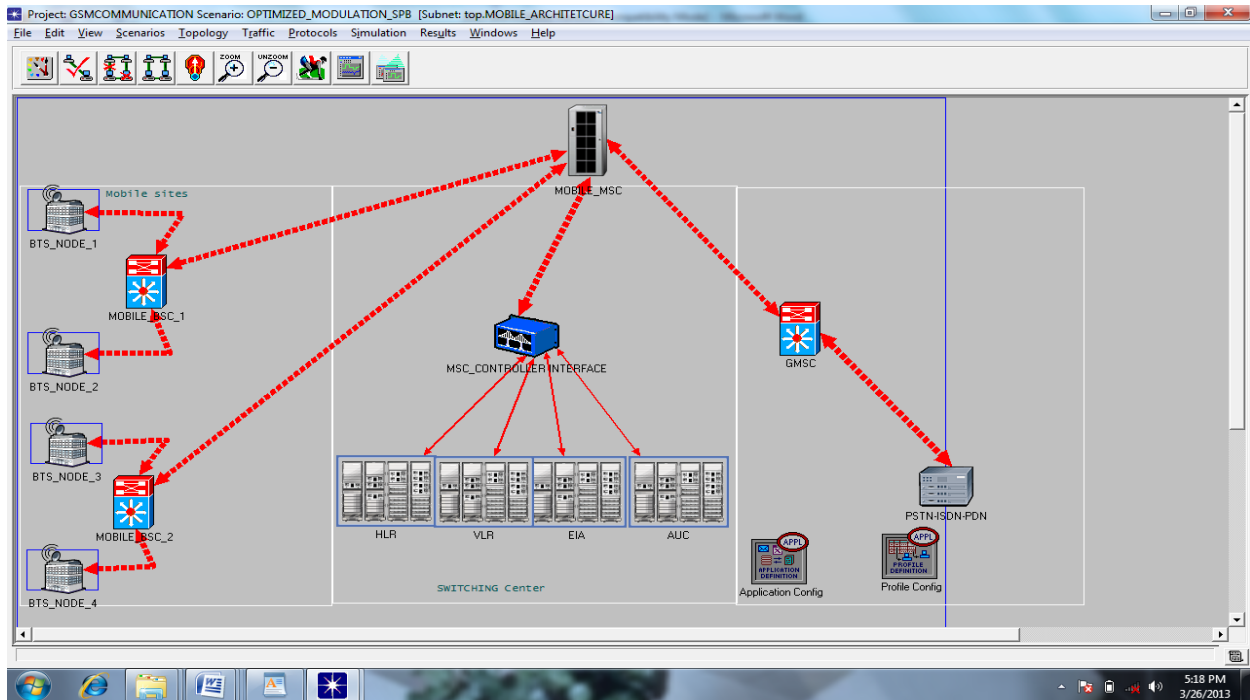 Project: GSMCOMMUNICATION Scenario: OPTIMIZED_MODULATION_SPB [Subnet: top.MOBILE_ARCHITETCURE]
File Edit View Scenarios Topology Traffic Protocols Simulation Results Windows Help
ZOOM
UNZOOM
MOBILE_MSC
Mobile sites
BTS_NODE_1
MOBILE_BSC_1
BTS_NODE_2
MSC_CONTROLLER INTERFACE
GMSC
BTS_NODE_3
MOBILE_BSC_2
BTS_NODE_4
HLR
VLR
EIA
AUC
SWITCHING Center
PSTN-ISDN-PDN
APPL
APPLICATION
DEFINITION
Application Config
APPL
PROFILE
DEFINITION
Profile Config
5:18 PM
3/26/2013